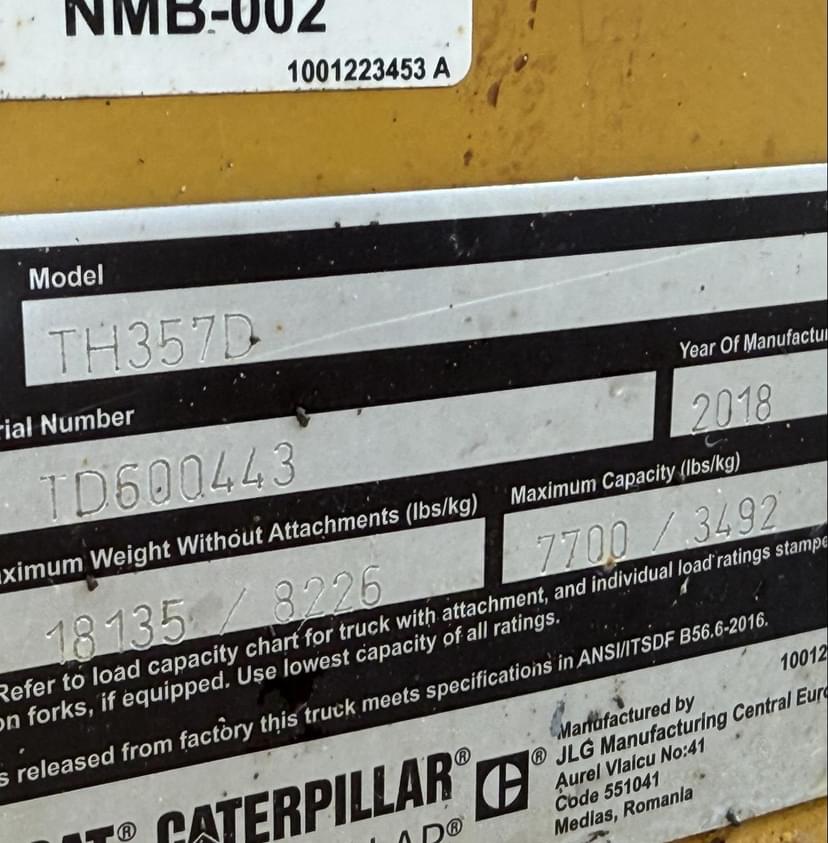 NMB-002
1001223453 A
Model
TH357D
rial Number
Year Of Manufactu
TD600443
2018
ximum Weight Without Attachments (lbs/kg)
Maximum Capacity (lbs/kg)
18135 / 8226
7700 / 3492
Refer to load capacity chart for truck with attachment, and individual load ratings stampe
on forks, if equipped. Use lowest capacity of all ratings.
s released from factory this truck meets specifications in ANSI/ITSDF B56.6-2016.
10012
Manufactured by
JLG Manufacturing Central Euro
Aurel Vlaicu No:41
Code 551041
Medias, Romania
CATERPILLAR®